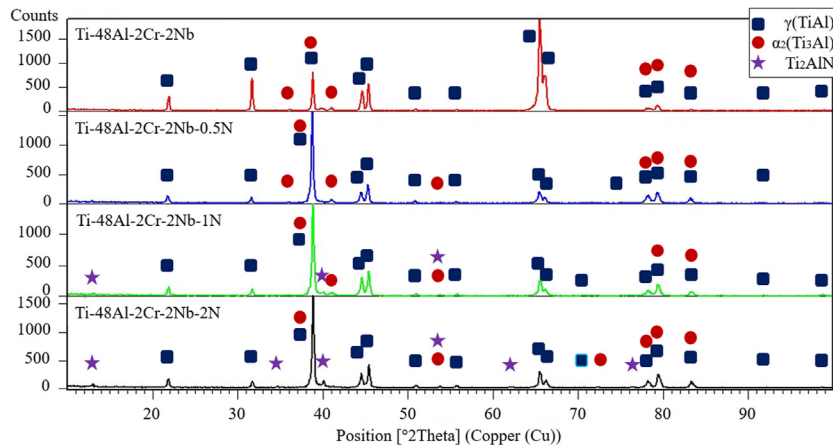 Counts
Ti-48Al-2Cr-2Nb
1500
1000
500
0
γ(TiAl)
α₂(Ti₃Al)
Ti₂AlN
Ti-48Al-2Cr-2Nb-0.5N
1000
500
0
Ti-48Al-2Cr-2Nb-1N
1000
500
0
Ti-48Al-2Cr-2Nb-2N
1500
1000
500
0
20 30 40 50 60 70 80 90
Position [°2Theta] (Copper (Cu))